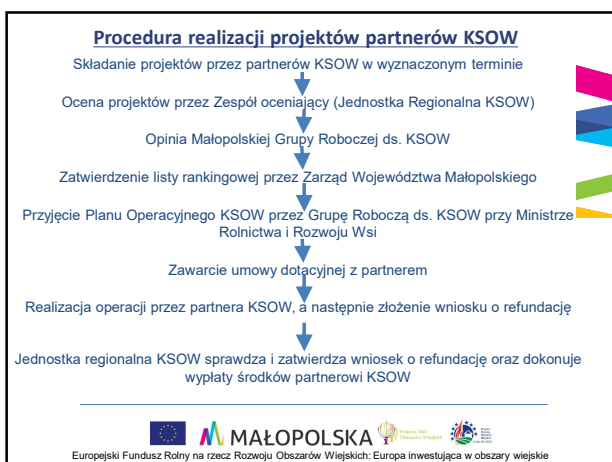 Procedura realizacji projektów partnerów KSOW
Składanie projektów przez partnerów KSOW w wyznaczonym terminie
Ocena projektów przez Zespół oceniający (Jednostka Regionalna KSOW)
Opinia Małopolskiej Grupy Roboczej ds. KSOW
Zatwierdzenie listy rankingowej przez Zarząd Województwa Małopolskiego
Przyjęcie Planu Operacyjnego KSOW przez Grupę Roboczą ds. KSOW przy Ministrze
Rolnictwa i Rozwoju Wsi
Zawarcie umowy dotacyjnej z partnerem
Realizacja operacji przez partnera KSOW, a następnie złożenie wniosku o refundację
Jednostka regionalna KSOW sprawdza i zatwierdza wniosek o refundację oraz dokonuje
wypłaty środków partnerowi KSOW
MAŁOPOLSKA
Europejski Fundusz Rolny na rzecz Rozwoju Obszarów Wiejskich: Europa inwestująca w obszary wiejskie